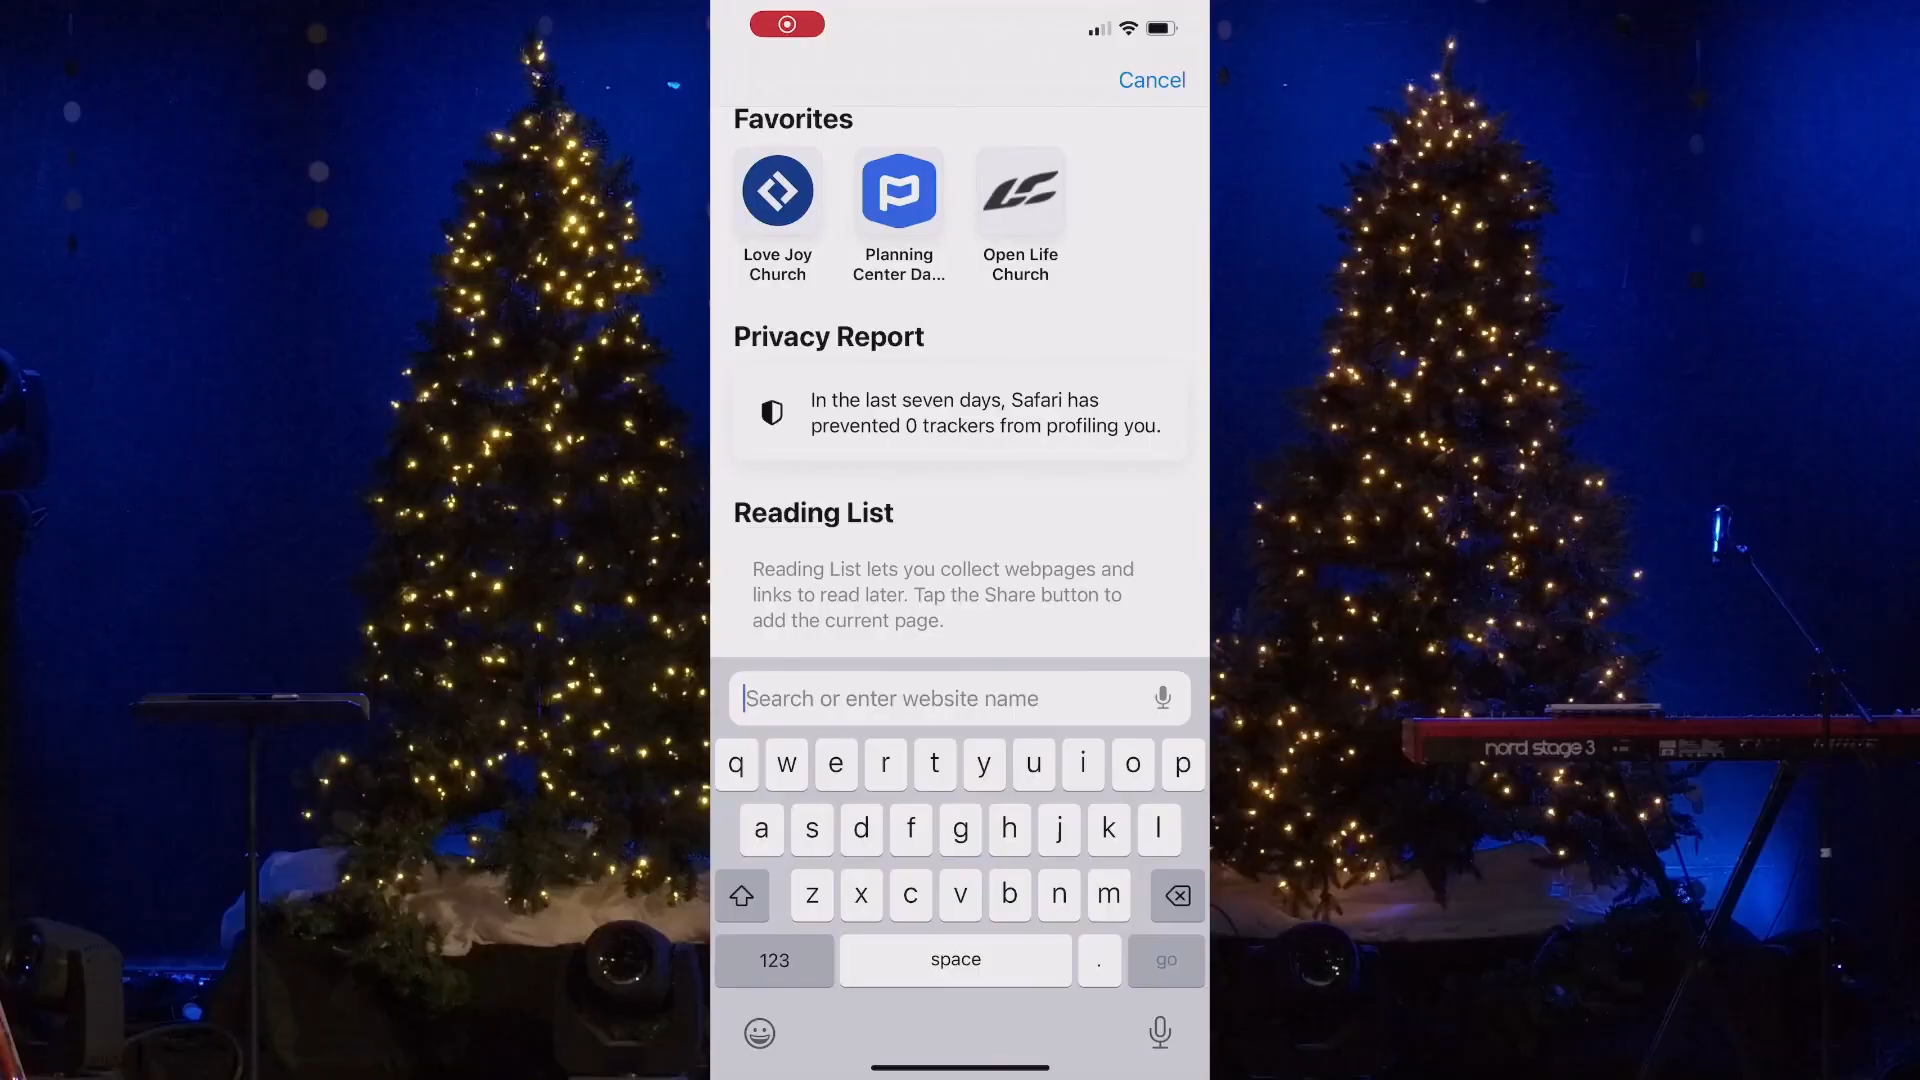 Cancel
Favorites
Love Joy
Church
Planning
Center Da...
Open Life
Church
Privacy Report
In the last seven days, Safari has
prevented 0 trackers from profiling you.
Reading List
Reading List lets you collect webpages and
links to read later. Tap the Share button to
add the current page.
Search or enter website name
q w e r t y u i o p
a s d f g h j k l
z x c v b n m
123 space . go
nord stage 3